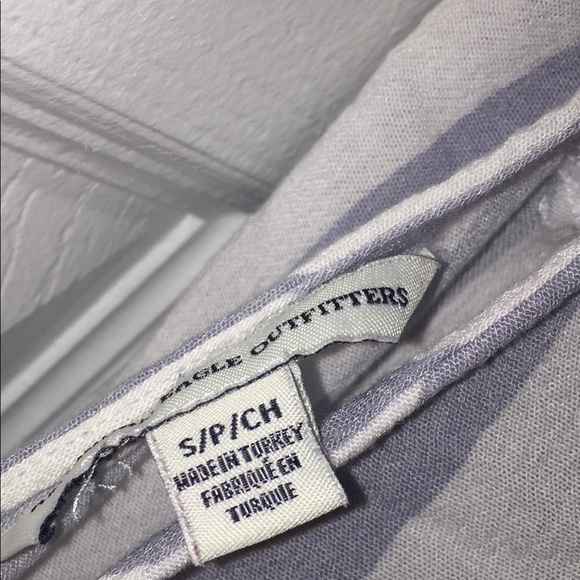 EAGLE OUTFITTERS
S/P/CH
MADE IN TURKEY
FABRIQUÉ EN
TURQUIE